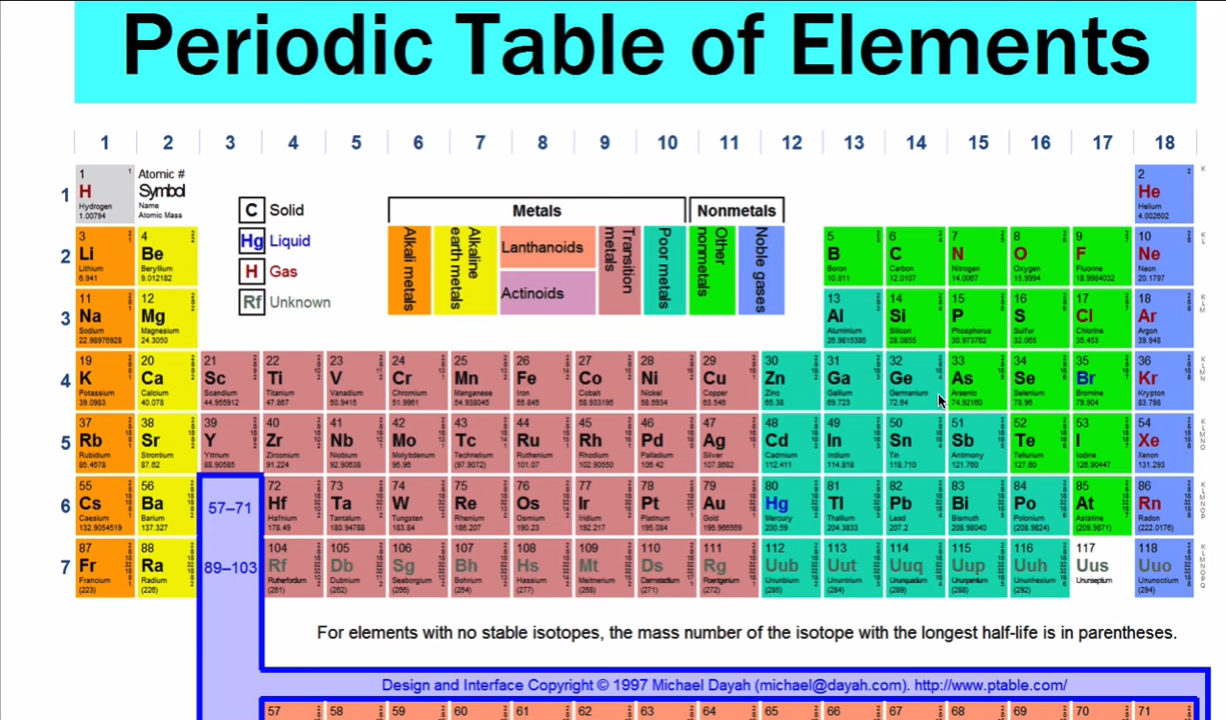 Periodic Table of Elements
1 2 3 4 5 6 7 8 9 10 11 12 13 14 15 16 17 18
1
1
H
Hydrogen
1.00794
Atomic #
Symbol
Name
Atomic Mass
C Solid
Hg Liquid
H Gas
Rf Unknown
Metals
Nonmetals
Alkali metals
Alkaline earth metals
Lanthanoids
Actinoids
Transition metals
Poor metals
Other nonmetals
Noble gases
2
He
Helium
4.002602
K
2
3 4 5 6 7 8 9 10
Li Be B C N O F Ne
Lithium Beryllium Boron Carbon Nitrogen Oxygen Fluorine Neon
6.941 9.012182 10.811 12.0107 14.0067 15.9994 18.9984032 20.1797
3
11 12 13 14 15 16 17 18
Na Mg Al Si P S Cl Ar
Sodium Magnesium Aluminium Silicon Phosphorus Sulfur Chlorine Argon
22.98976928 24.3050 26.9815386 28.0855 30.973762 32.065 35.453 39.948
4
19 20 21 22 23 24 25 26 27 28 29 30 31 32 33 34 35 36
K Ca Sc Ti V Cr Mn Fe Co Ni Cu Zn Ga Ge As Se Br Kr
Potassium Calcium Scandium Titanium Vanadium Chromium Manganese Iron Cobalt Nickel Copper Zinc Gallium Germanium Arsenic Selenium Bromine Krypton
39.0983 40.078 44.955912 47.867 50.9415 51.9961 54.938045 55.845 58.933195 58.6934 63.546 65.38 69.723 72.64 74.92160 78.96 79.904 83.798
5
37 38 39 40 41 42 43 44 45 46 47 48 49 50 51 52 53 54
Rb Sr Y Zr Nb Mo Tc Ru Rh Pd Ag Cd In Sn Sb Te I Xe
Rubidium Strontium Yttrium Zirconium Niobium Molybdenum Technetium Ruthenium Rhodium Palladium Silver Cadmium Indium Tin Antimony Tellurium Iodine Xenon
85.4678 87.62 88.90585 91.224 92.90638 95.96 (97.9072) 101.07 102.90550 106.42 107.8682 112.411 114.818 118.710 121.760 127.60 126.90447 131.293
6
55 56 57–71 72 73 74 75 76 77 78 79 80 81 82 83 84 85 86
Cs Ba Hf Ta W Re Os Ir Pt Au Hg Tl Pb Bi Po At Rn
Caesium Barium Hafnium Tantalum Tungsten Rhenium Osmium Iridium Platinum Gold Mercury Thallium Lead Bismuth Polonium Astatine Radon
132.9054519 137.327 178.49 180.94788 183.84 186.207 190.23 192.217 195.084 196.966569 200.59 204.3833 207.2 208.98040 (208.9824) (209.9871) (222.0176)
7
87 88 89–103 104 105 106 107 108 109 110 111 112 113 114 115 116 117 118
Fr Ra Rf Db Sg Bh Hs Mt Ds Rg Uub Uut Uuq Uup Uuh Uus Uuo
Francium Radium Rutherfordium Dubnium Seaborgium Bohrium Hassium Meitnerium Darmstadtium Roentgenium Ununbium Ununtrium Ununquadium Ununpentium Ununhexium Ununseptium Ununoctium
(223) (226) (261) (262) (266) (264) (277) (268) (271) (272) (285) (284) (289) (288) (292) (294)
For elements with no stable isotopes, the mass number of the isotope with the longest half-life is in parentheses.
Design and Interface Copyright © 1997 Michael Dayah (michael@dayah.com). http://www.ptable.com/
57 58 59 60 61 62 63 64 65 66 67 68 69 70 71